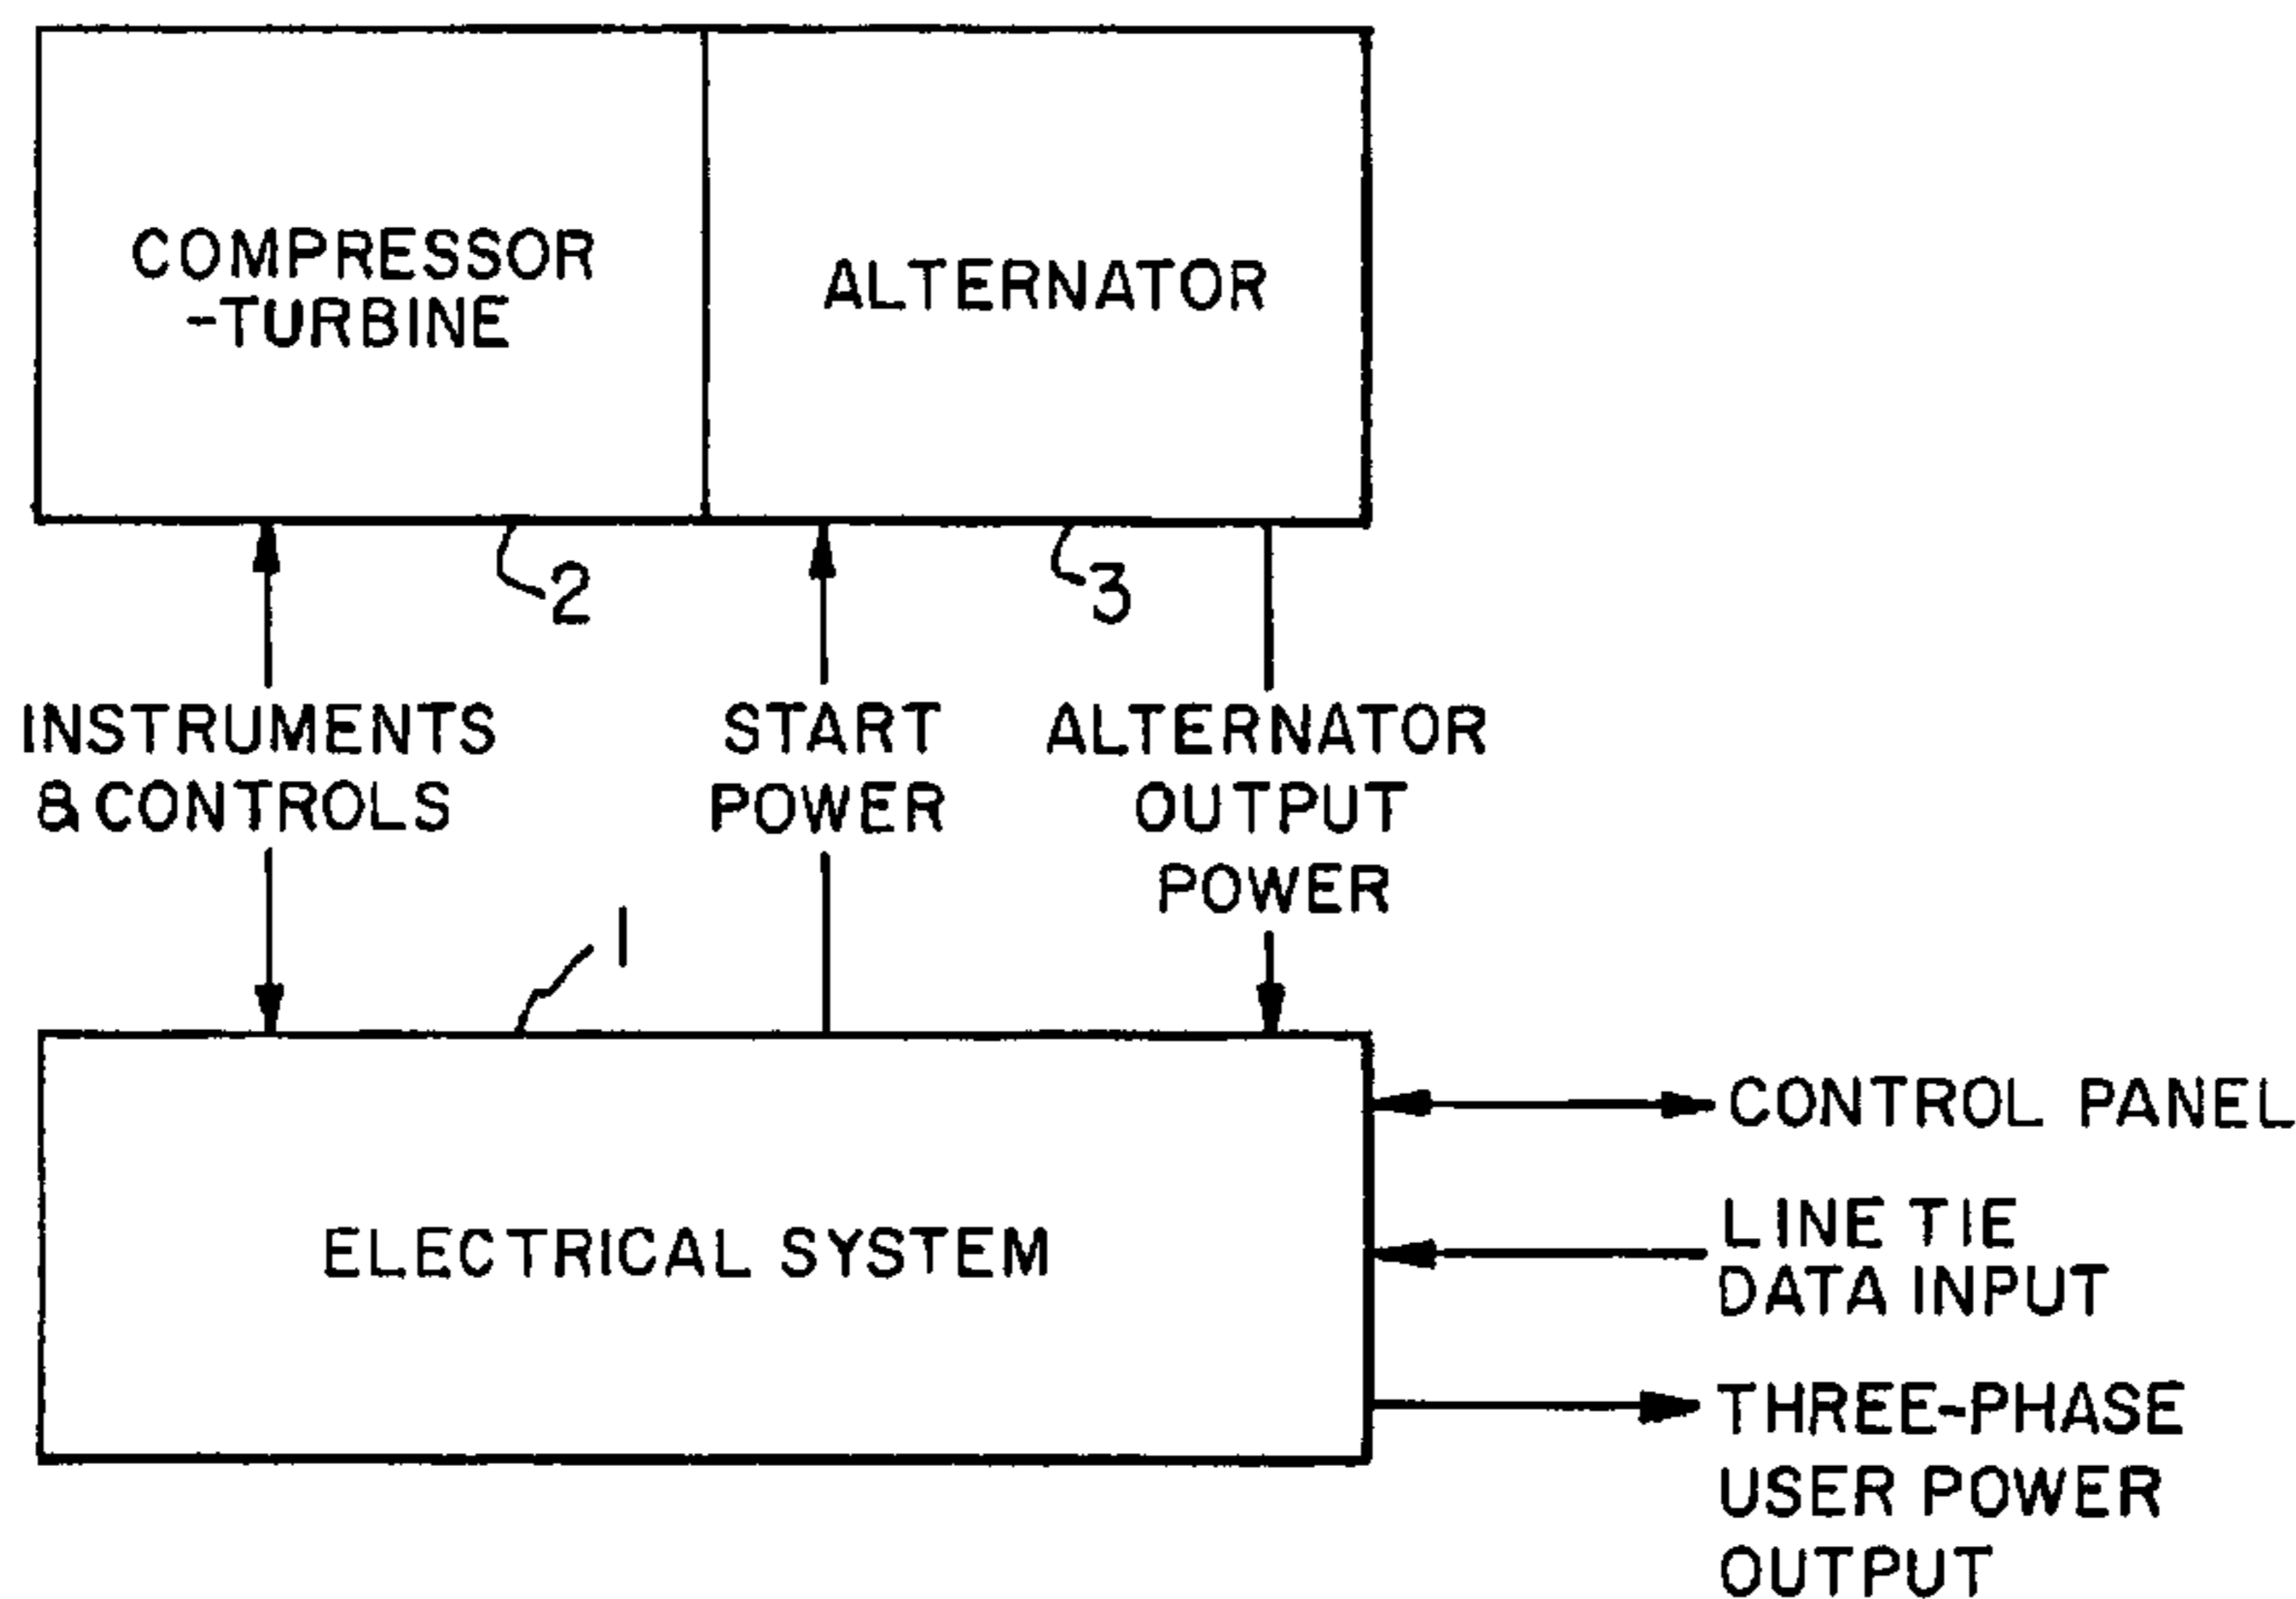 COMPRESSOR
-TURBINE
ALTERNATOR
2
3
INSTRUMENTS
& CONTROLS
START
POWER
ALTERNATOR
OUTPUT
POWER
1
ELECTRICAL SYSTEM
CONTROL PANEL
LINE TIE
DATA INPUT
THREE-PHASE
USER POWER
OUTPUT